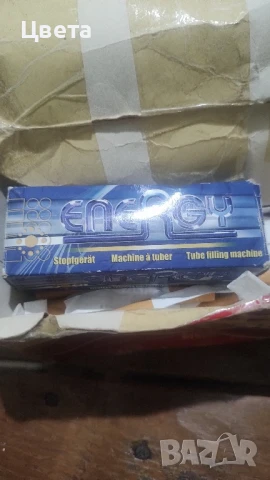 Цвета
ENERGY
Stopfgerät Machine à tuber Tube filling machine
BAZAR